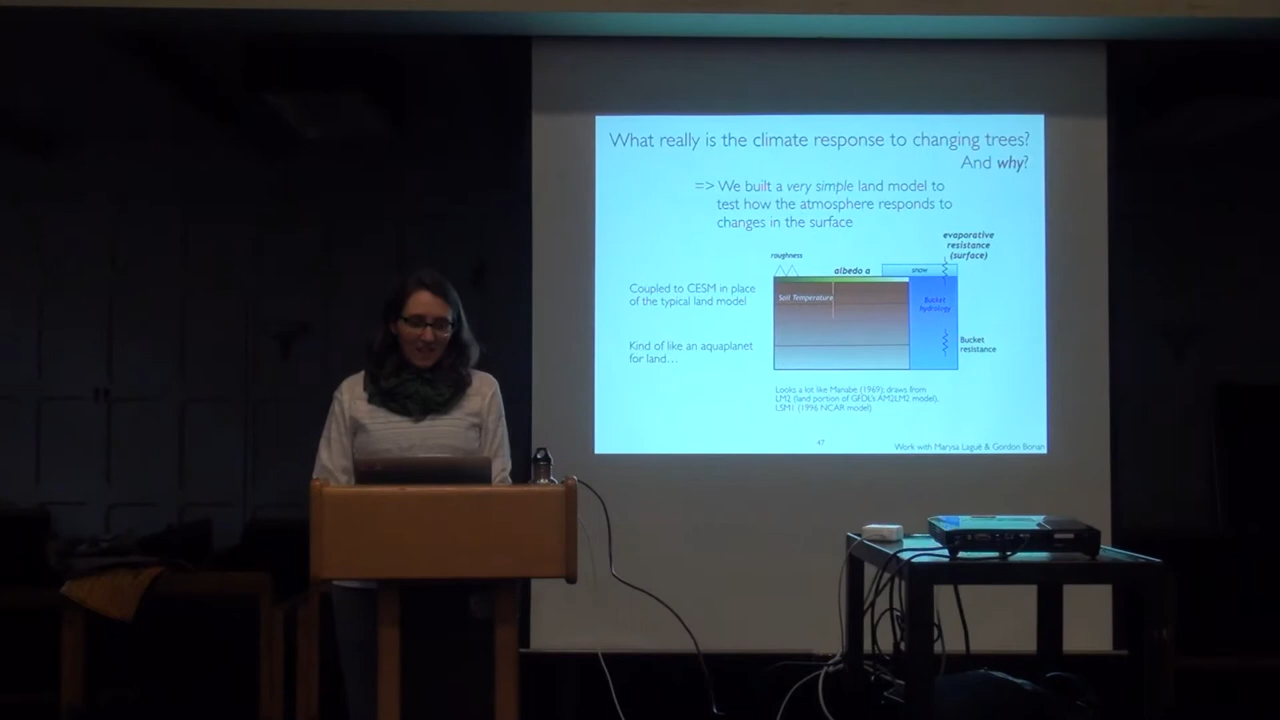 What really is the climate response to changing trees?
And why?
=> We built a very simple land model to
test how the atmosphere responds to
changes in the surface
evaporative
resistance
(surface)
roughness
albedo α
snow
Coupled to CESM in place
of the typical land model
Soil Temperature
Bucket
hydrology
Kind of like an aquaplanet
for land...
Bucket
resistance
Looks a lot like Manabe (1969); draws from
LM2 (land portion of GFDL's AM2LM2 model),
LSM1 (1996 NCAR model)
47
Work with Marysa Laguë & Gordon Bonan